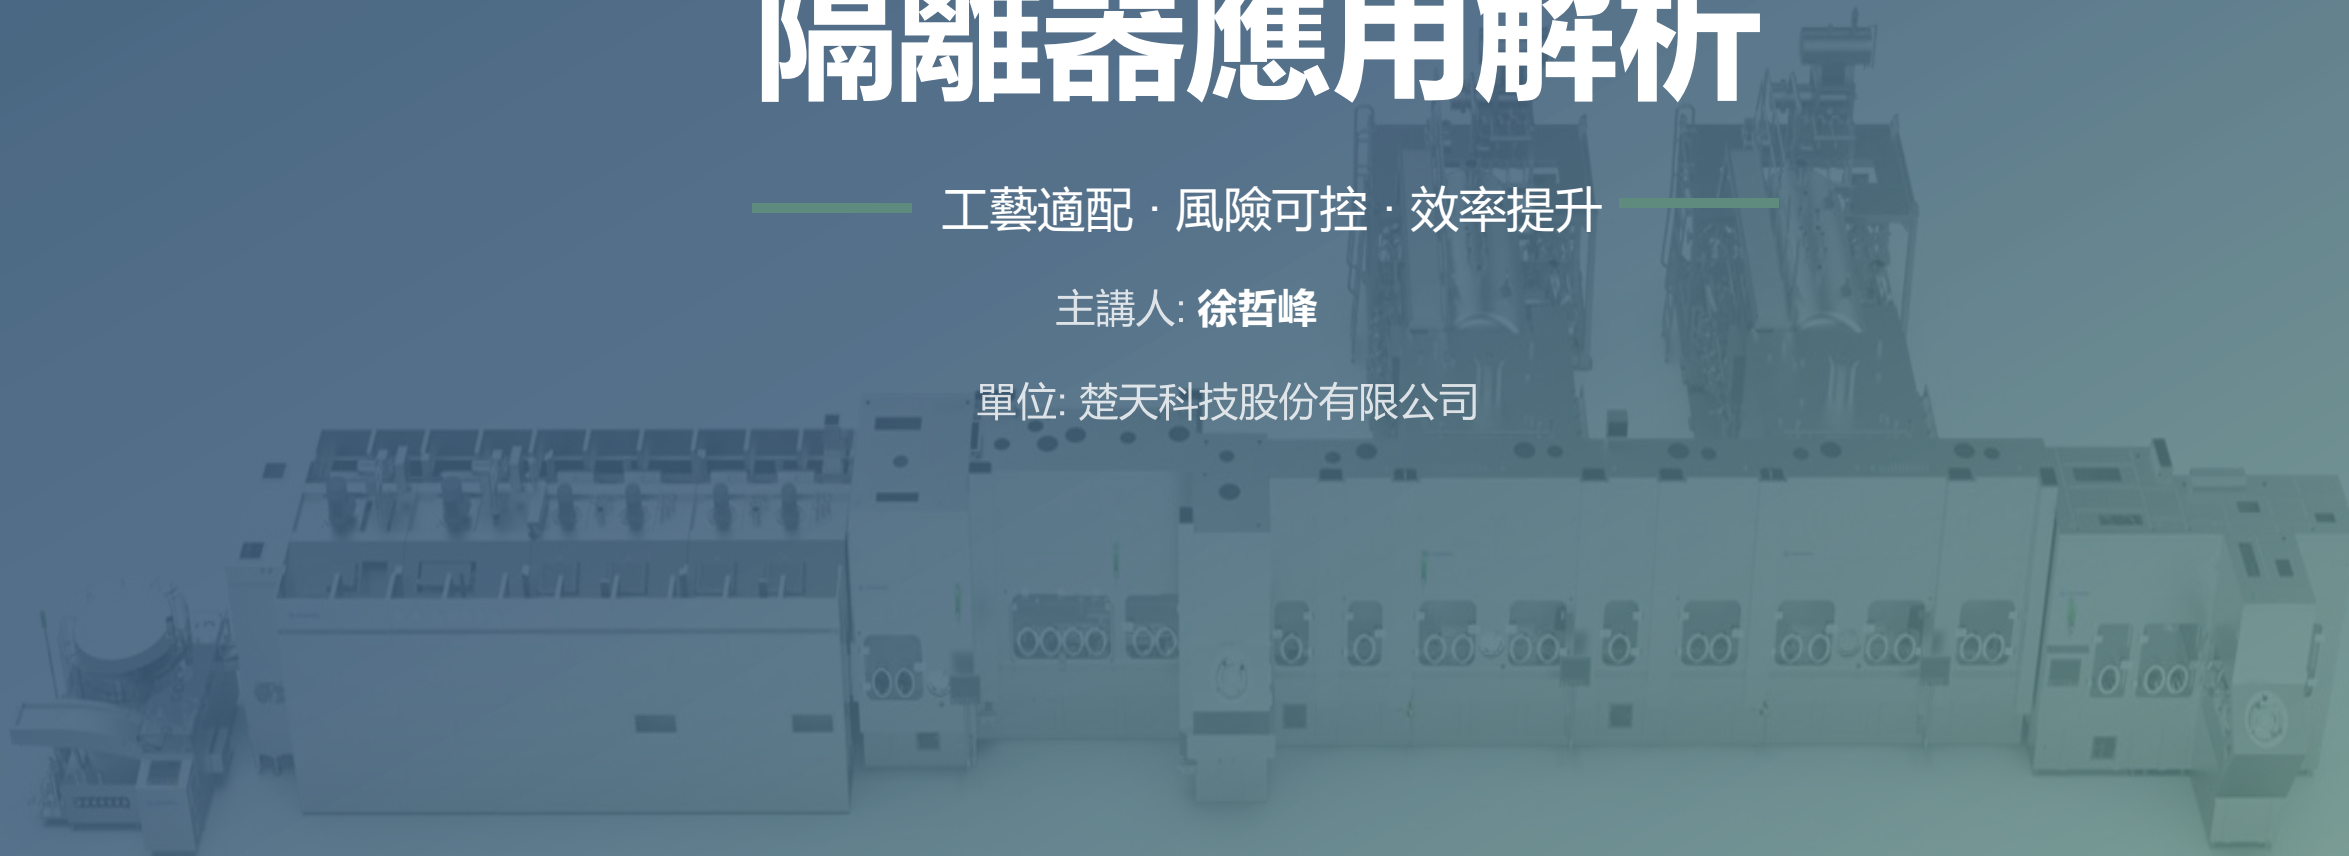 隔離器應用解析
工藝適配 · 風險可控 · 效率提升
主講人: 徐哲峰
單位: 楚天科技股份有限公司